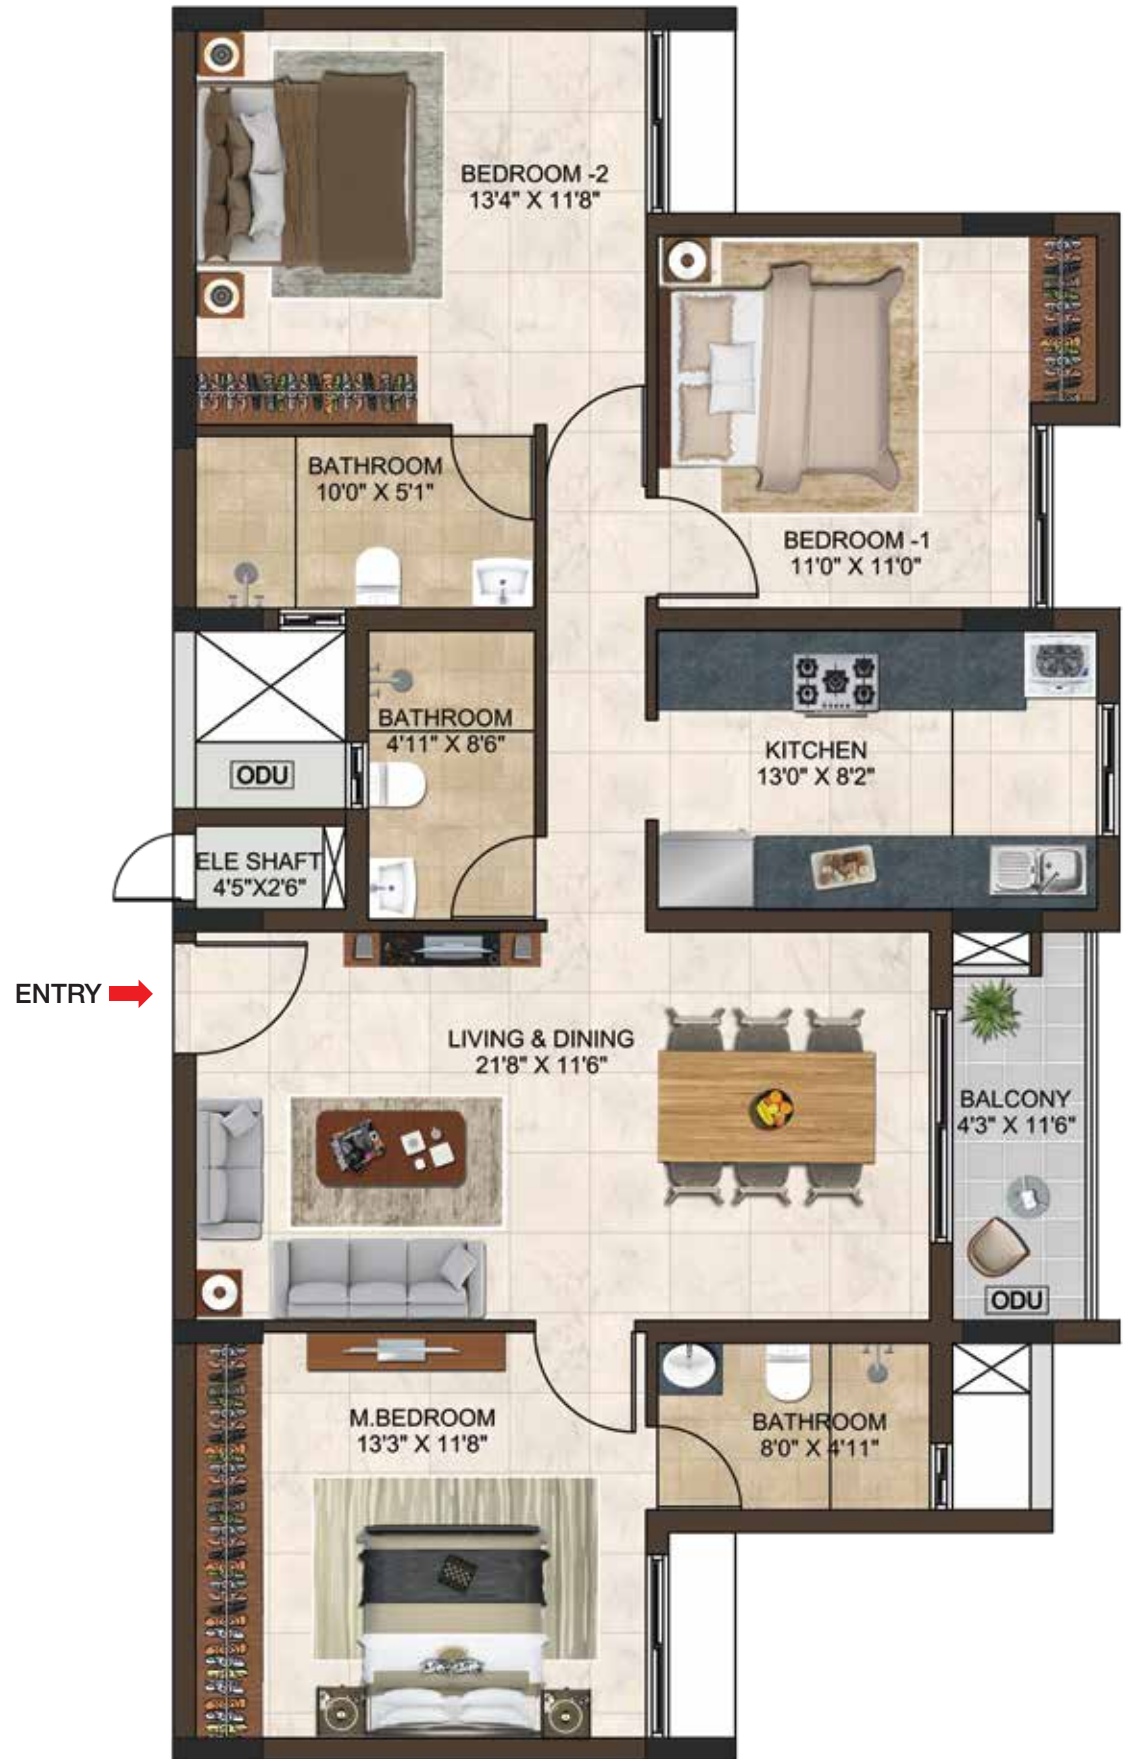 BEDROOM -2
13'4" X 11'8"
BATHROOM
10'0" X 5'1"
BEDROOM -1
11'0" X 11'0"
BATHROOM
4'11" X 8'6"
ODU
KITCHEN
13'0" X 8'2"
ELE SHAFT
4'5"X2'6"
ENTRY
LIVING & DINING
21'8" X 11'6"
BALCONY
4'3" X 11'6"
ODU
M.BEDROOM
13'3" X 11'8"
BATHROOM
8'0" X 4'11"